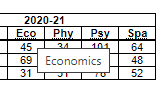 2020-21
Eco Phy Psy Spa
45 34 101 64
69 Economics 48
31 52